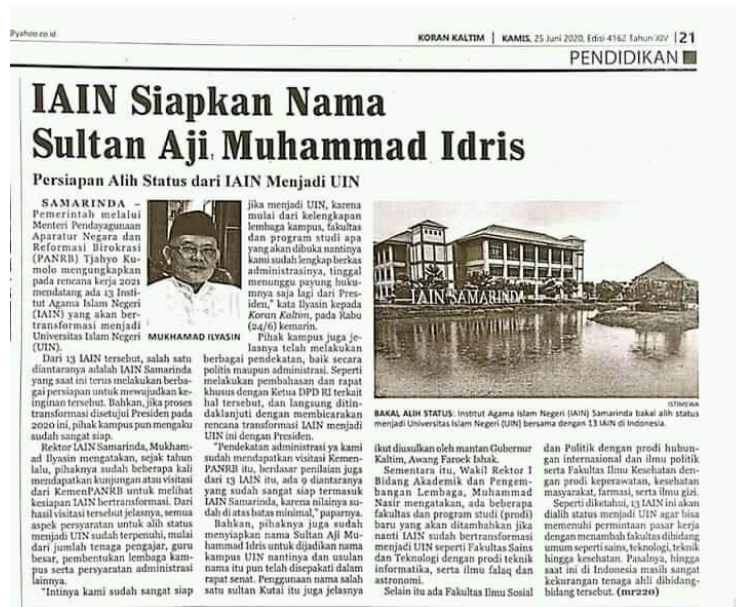 @yahoo.co.id
KORAN KALTIM | KAMIS, 25 Juni 2020, Edisi 4162 Tahun XIV | 21
PENDIDIKAN
IAIN Siapkan Nama
Sultan Aji Muhammad Idris
Persiapan Alih Status dari IAIN Menjadi UIN
SAMARINDA –
Pemerintah melalui
Menteri Pendayagunaan
Aparatur Negara dan
Reformasi Birokrasi
(PANRB) Tjahyo Ku-
molo mengungkapkan
pada rencana kerja 2021
mendatang ada 13 Insti-
tut Agama Islam Negeri
(IAIN) yang akan ber-
transformasi menjadi
Universitas Islam Negeri
(UIN).
Dari 13 IAIN tersebut, salah satu
diantaranya adalah IAIN Samarinda
yang saat ini terus melakukan berba-
gai persiapan untuk mewujudkan ke-
inginan tersebut. Bahkan, jika proses
transformasi disetujui Presiden pada
2020 ini, pihak kampus pun mengaku
sudah sangat siap.
Rektor IAIN Samarinda, Mukham-
ad Ilyasin mengatakan, sejak tahun
lalu, pihaknya sudah beberapa kali
mendapatkan kunjungan atau visitasi
dari KemenPANRB untuk melihat
kesiapan IAIN bertransformasi. Dari
hasil visitasi tersebut jelasnya, semua
aspek persyaratan untuk alih status
menjadi UIN sudah terpenuhi, mulai
dari jumlah tenaga pengajar, guru
besar, pembentukan lembaga kam-
pus serta persyaratan administrasi
lainnya.
"Intinya kami sudah sangat siap
MUKHAMAD ILYASIN
jika menjadi UIN, karena
mulai dari kelengkapan
lembaga kampus, fakultas
dan program studi apa
yang akan dibuka nantinya
kami sudah lengkap berkas
administrasinya, tinggal
menunggu payung huku-
mnya saja lagi dari Pres-
iden," kata Ilyasin kepada
Koran Kaltim, pada Rabu
(24/6) kemarin.
Pihak kampus juga je-
lasnya telah melakukan
berbagai pendekatan, baik secara
politis maupun administrasi. Seperti
melakukan pembahasan dan rapat
khusus dengan Ketua DPD RI terkait
hal tersebut, dan langsung ditin-
daklanjuti dengan membicarakan
rencana transformasi IAIN menjadi
UIN ini dengan Presiden.
"Pendekatan administrasi ya kami
sudah mendapatkan visitasi Kemen-
PANRB itu, berdasar penilaian juga
dari 13 IAIN itu, ada 9 diantaranya
yang sudah sangat siap termasuk
IAIN Samarinda, karena nilainya su-
dah di atas batas minimal," paparnya.
Bahkan, pihaknya juga sudah
menyiapkan nama Sultan Aji Mu-
hammad Idris untuk dijadikan nama
kampus UIN nantinya dan usulan
nama itu pun telah disepakati dalam
rapat senat. Penggunaan nama salah
satu sultan Kutai itu juga jelasnya
IAIN SAMARINDA
ISTIMEWA
BAKAL ALIH STATUS: Institut Agama Islam Negeri (IAIN) Samarinda bakal alih status
menjadi Universitas Islam Negeri (UIN) bersama dengan 13 IAIN di Indonesia.
ikut diusulkan oleh mantan Gubernur
Kaltim, Awang Faroek Ishak.
Sementara itu, Wakil Rektor I
Bidang Akademik dan Pengem-
bangan Lembaga, Muhammad
Nasir mengatakan, ada beberapa
fakultas dan program studi (prodi)
baru yang akan ditambahkan jika
nanti IAIN sudah bertransformasi
menjadi UIN seperti Fakultas Sains
dan Teknologi dengan prodi teknik
informatika, serta ilmu falaq dan
astronomi.
Selain itu ada Fakultas Ilmu Sosial
dan Politik dengan prodi hubun-
gan internasional dan ilmu politik
serta Fakultas Ilmu Kesehatan den-
gan prodi keperawatan, kesehatan
masyarakat, farmasi, serta ilmu gizi.
Seperti diketahui, 13 IAIN ini akan
dialih status menjadi UIN agar bisa
memenuhi permintaan pasar kerja
dengan menambah fakultas dibidang
umum seperti sains, teknologi, teknik
hingga kesehatan. Pasalnya, hingga
saat ini di Indonesia masih sangat
kekurangan tenaga ahli dibidang-
bidang tersebut. (mr220)